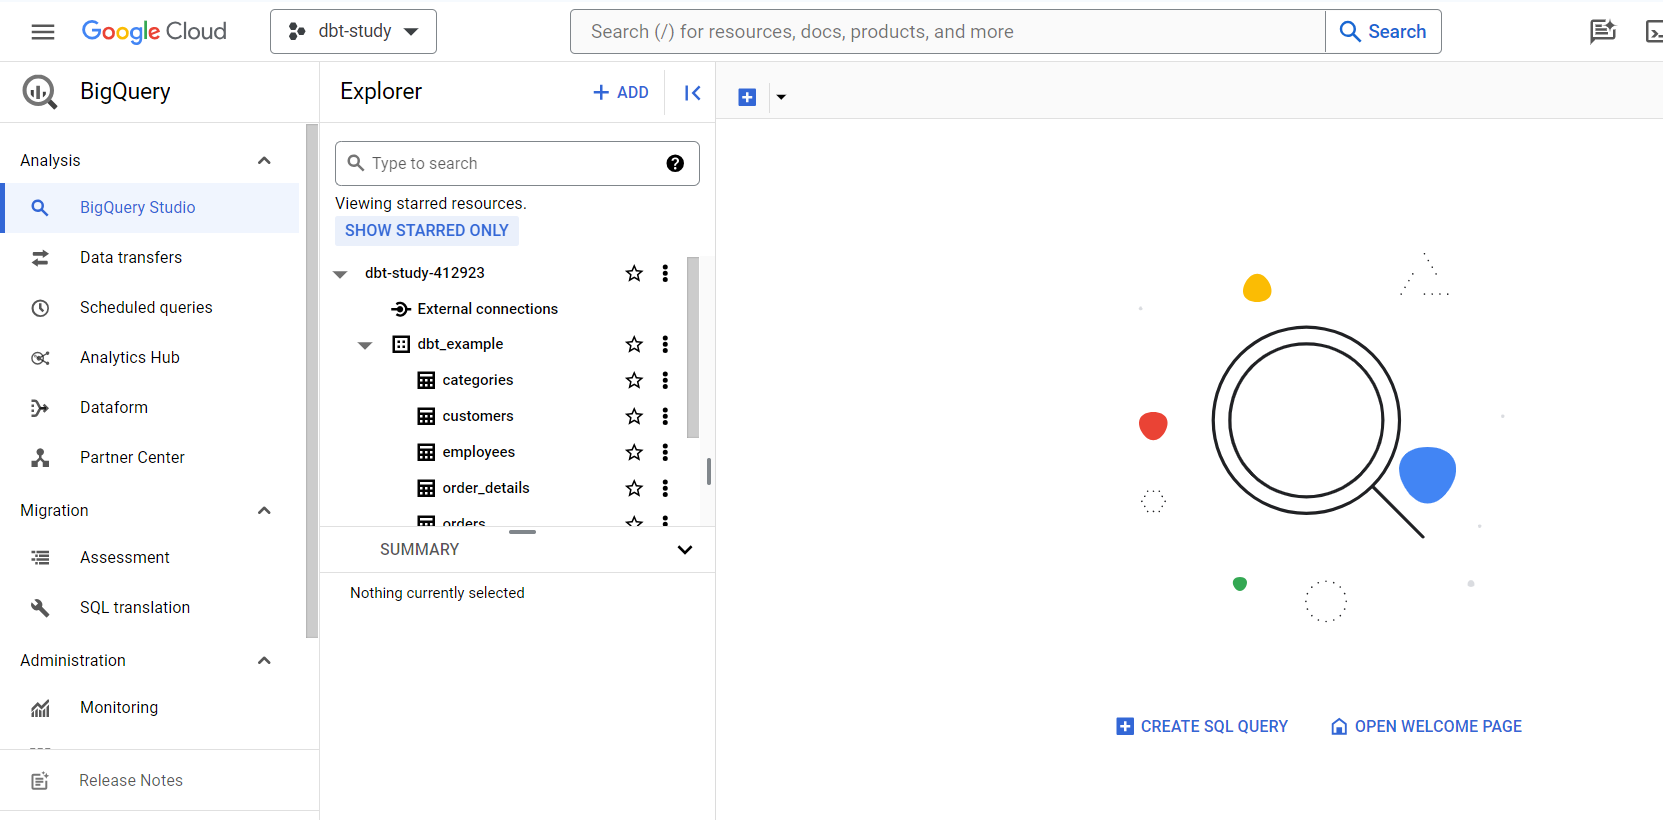 Google Cloud
dbt-study
Search (/) for resources, docs, products, and more
Search
BigQuery
Analysis
BigQuery Studio
Data transfers
Scheduled queries
Analytics Hub
Dataform
Partner Center
Migration
Assessment
SQL translation
Administration
Monitoring
Release Notes
Explorer
+ ADD
Type to search
Viewing starred resources.
SHOW STARRED ONLY
dbt-study-412923
External connections
dbt_example
categories
customers
employees
order_details
orders
SUMMARY
Nothing currently selected
CREATE SQL QUERY
OPEN WELCOME PAGE